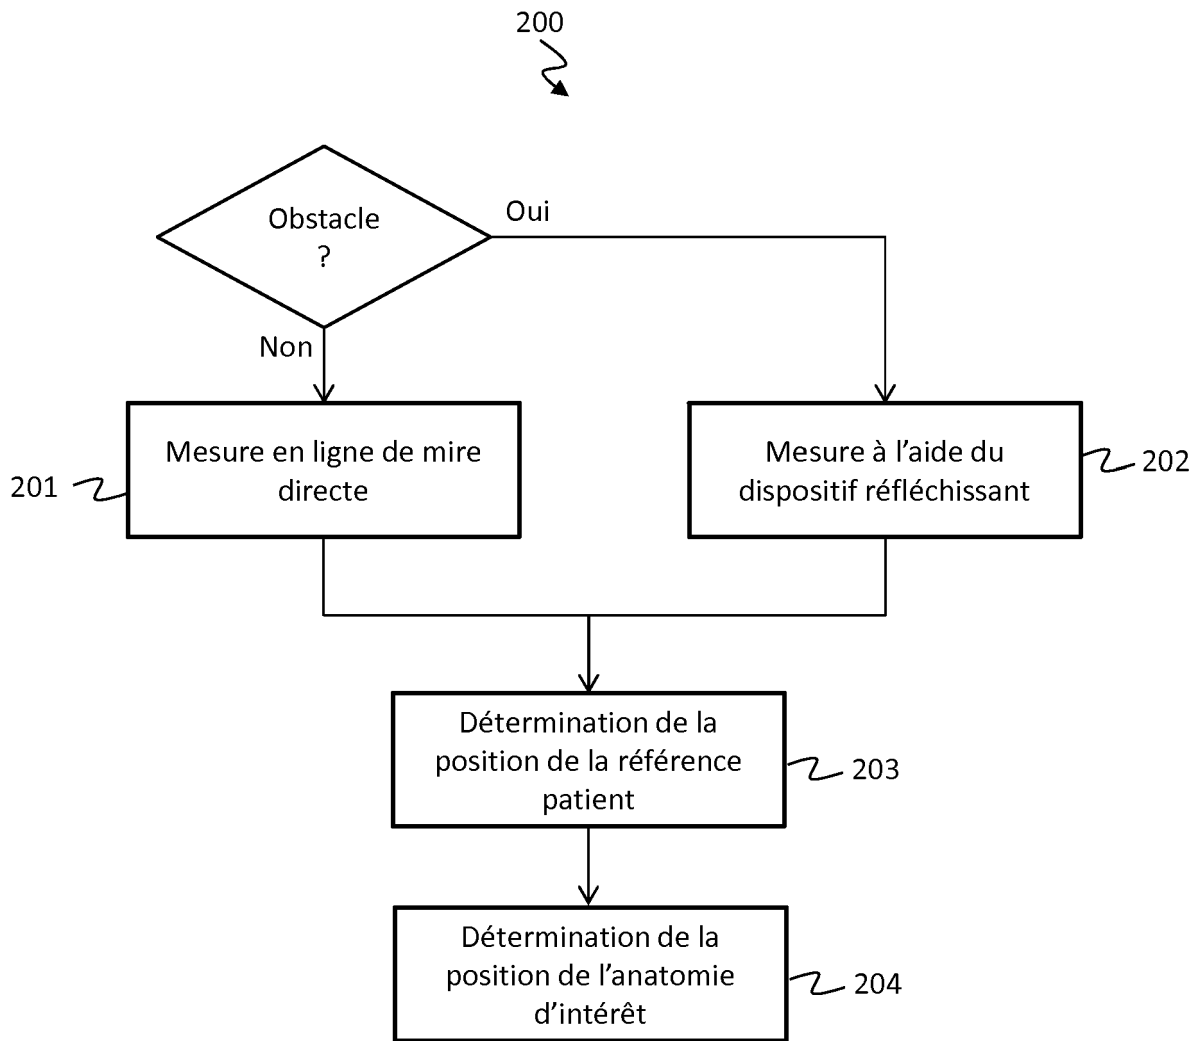 200
Obstacle
?
Oui
Non
Mesure en ligne de mire
directe
201
Mesure à l’aide du
dispositif réfléchissant
202
Détermination de la
position de la référence
patient
203
Détermination de la
position de l’anatomie
d’intérêt
204